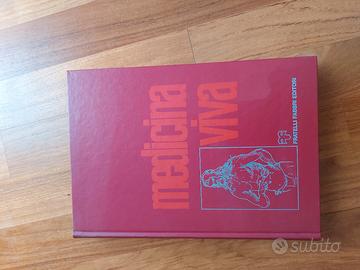 medicina
viva
FRATELLI FABBRI EDITORI
subito